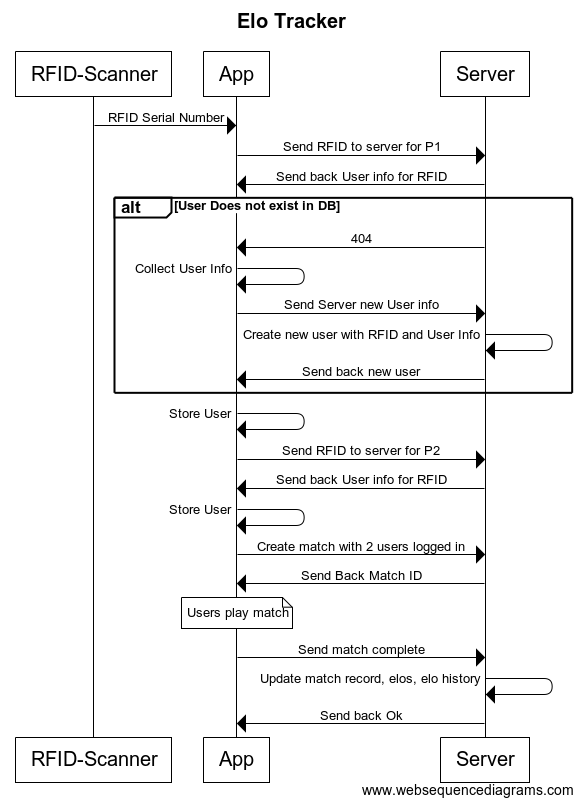 Elo Tracker
RFID-Scanner App Server
RFID Serial Number
Send RFID to server for P1
Send back User info for RFID
alt [User Does not exist in DB]
404
Collect User Info
Send Server new User info
Create new user with RFID and User Info
Send back new user
Store User
Send RFID to server for P2
Send back User info for RFID
Store User
Create match with 2 users logged in
Send Back Match ID
Users play match
Send match complete
Update match record, elos, elo history
Send back Ok
RFID-Scanner App Server
www.websequencediagrams.com